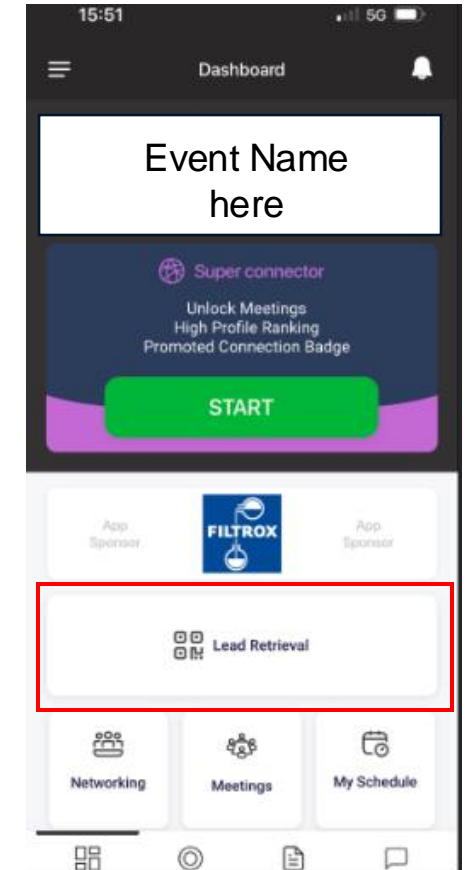 15:51
5G
Dashboard
Event Name
here
Super connector
Unlock Meetings
High Profile Ranking
Promoted Connection Badge
START
App
Sponsor
FILTROX
App
Sponsor
Lead Retrieval
Networking
Meetings
My Schedule